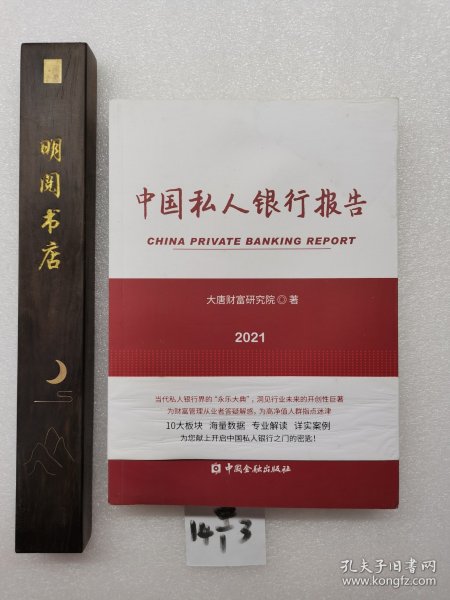 明阅书店
中国私人银行报告
CHINA PRIVATE BANKING REPORT
大唐财富研究院◎著
2021
当代私人银行界的“永乐大典”，洞见行业未来的开创性巨著
为财富管理从业者答疑解惑，为高净值人群指点迷津
10大板块 海量数据 专业解读 详实案例
为您献上开启中国私人银行之门的密匙！
中国金融出版社
孔夫子旧书网
www.kongfz.com